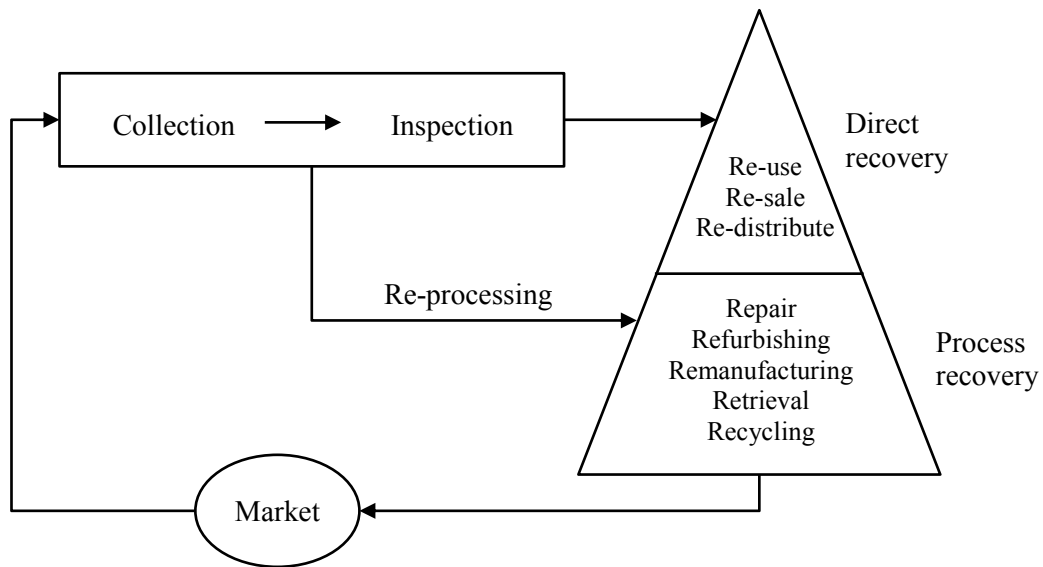 Collection
Inspection
Direct
recovery
Re-use
Re-sale
Re-distribute
Re-processing
Repair
Refurbishing
Remanufacturing
Retrieval
Recycling
Process
recovery
Market